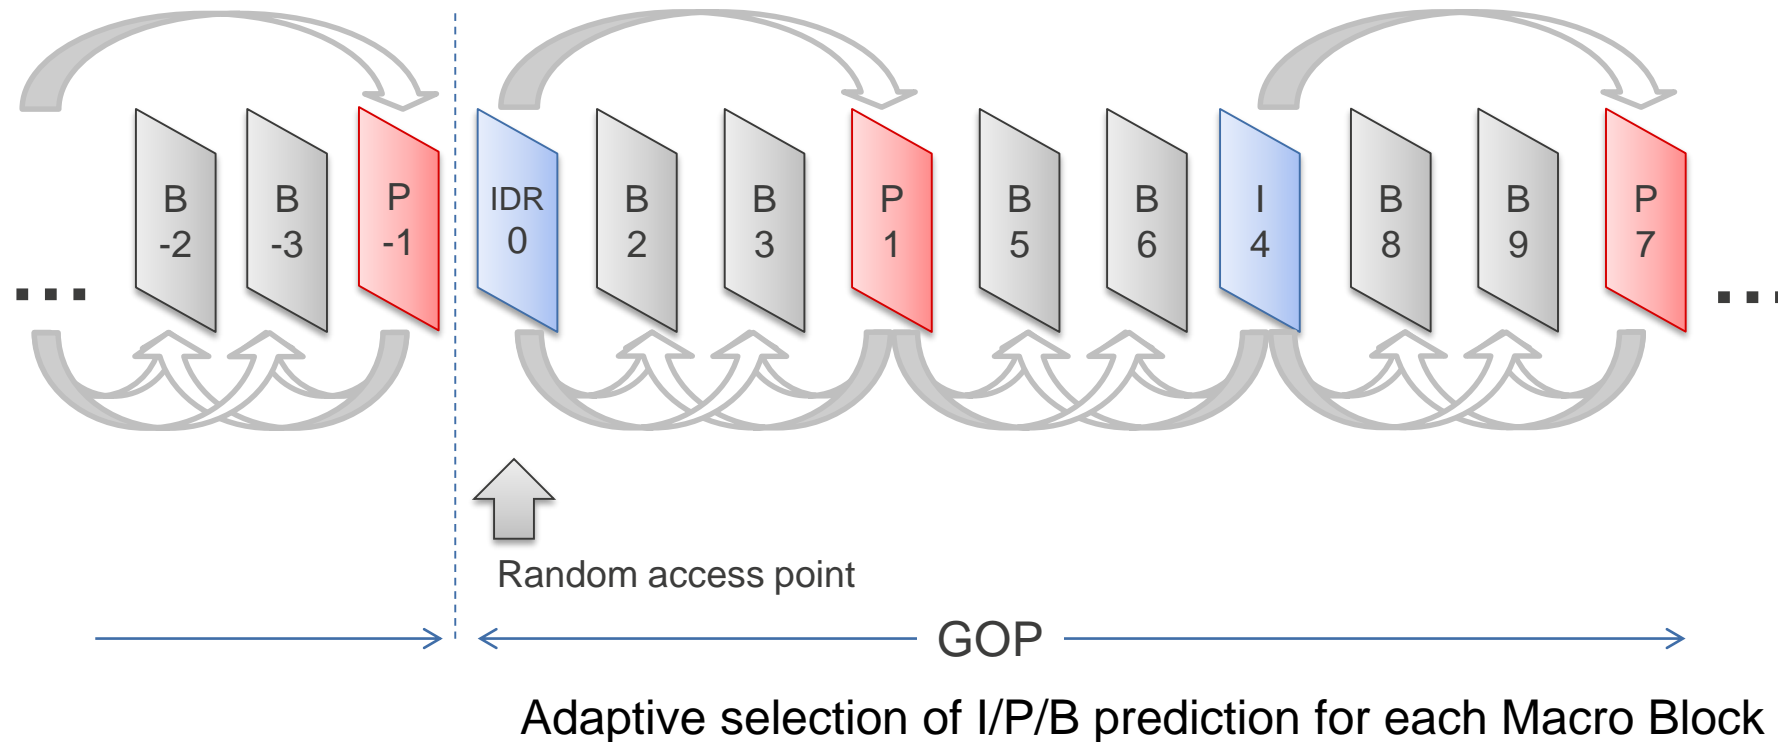 B B P IDR B B P B B I B B P
-2 -3 -1 0 2 3 1 5 6 4 8 9 7
... ...
Random access point
GOP
Adaptive selection of I/P/B prediction for each Macro Block